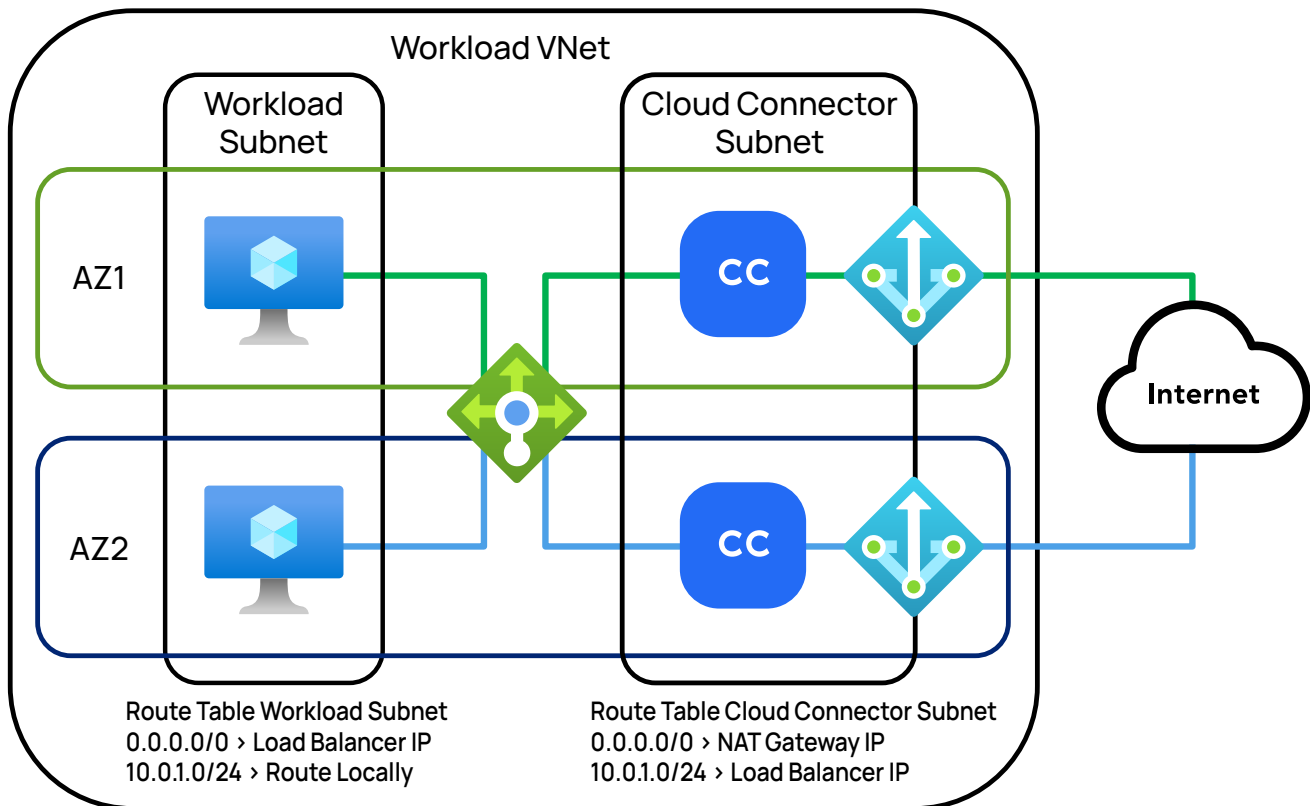 Workload VNet
Workload
Subnet
Cloud Connector
Subnet
AZ1
CC
Internet
AZ2
CC
Route Table Workload Subnet
0.0.0.0/0 > Load Balancer IP
10.0.1.0/24 > Route Locally
Route Table Cloud Connector Subnet
0.0.0.0/0 > NAT Gateway IP
10.0.1.0/24 > Load Balancer IP